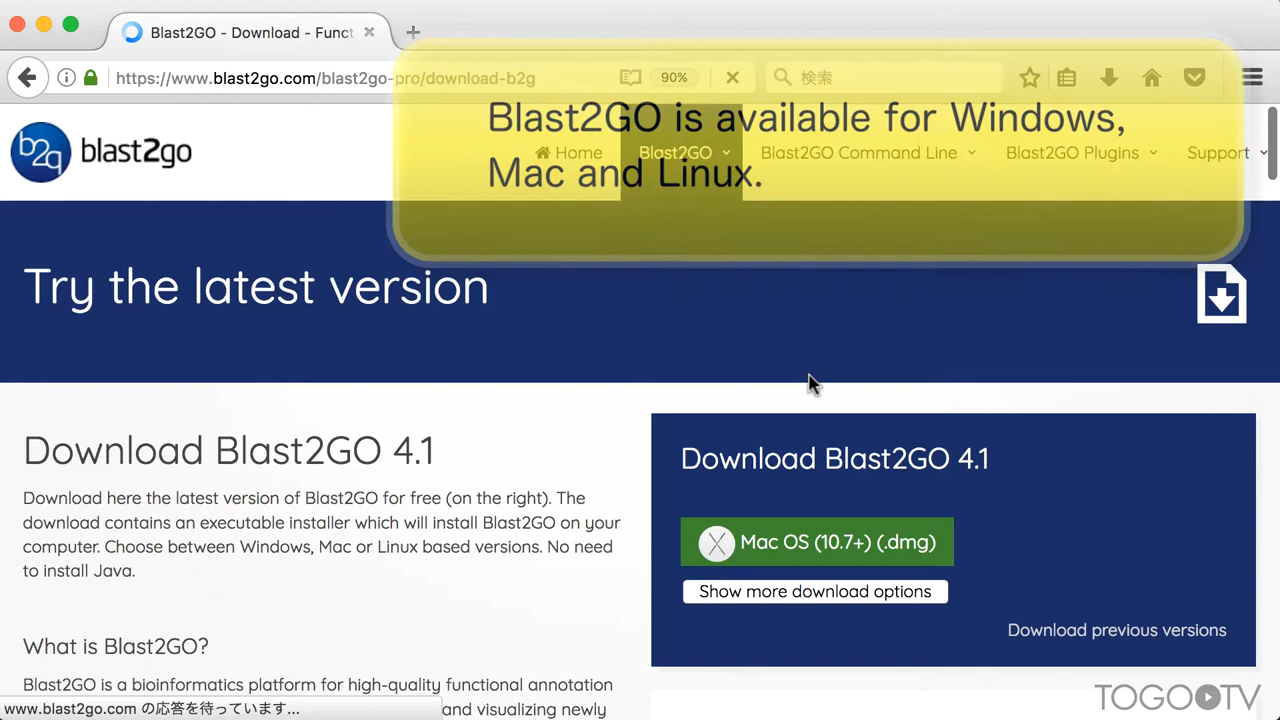 Blast2GO - Download - Funct
https://www.blast2go.com/blast2go-pro/download-b2g
90%
検索
Blast2GO is available for Windows,
Mac and Linux.
b2g blast2go
Home
Blast2GO
Blast2GO Command Line
Blast2GO Plugins
Support
Try the latest version
Download Blast2GO 4.1
Download here the latest version of Blast2GO for free (on the right). The
download contains an executable installer which will install Blast2GO on your
computer. Choose between Windows, Mac or Linux based versions. No need
to install Java.
What is Blast2GO?
Blast2GO is a bioinformatics platform for high-quality functional annotation
and visualizing newly
Download Blast2GO 4.1
Mac OS (10.7+) (.dmg)
Show more download options
Download previous versions
www.blast2go.com の応答を待っています...
TOGO TV